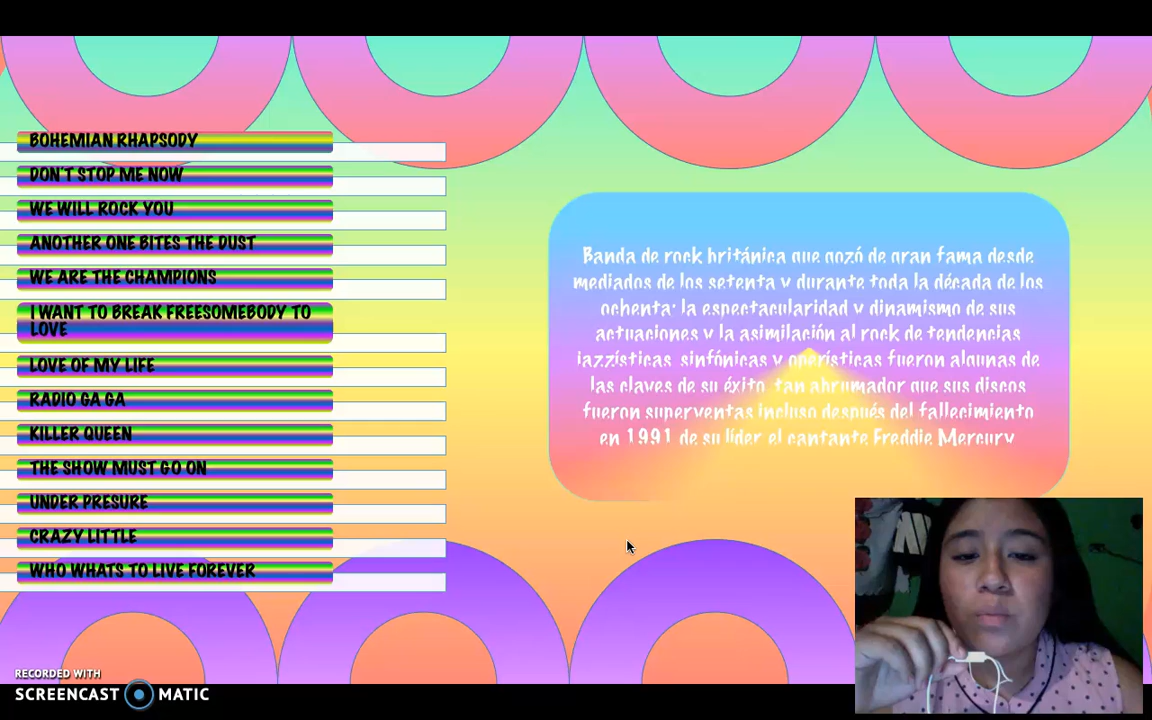 BOHEMIAN RHAPSODY
DON'T STOP ME NOW
WE WILL ROCK YOU
ANOTHER ONE BITES THE DUST
WE ARE THE CHAMPIONS
I WANT TO BREAK FREESOMEBODY TO
LOVE
LOVE OF MY LIFE
RADIO GA GA
KILLER QUEEN
THE SHOW MUST GO ON
UNDER PRESURE
CRAZY LITTLE
WHO WHATS TO LIVE FOREVER
Banda de rock británica que gozó de gran fama desde
mediados de los setenta y durante toda la década de los
ochenta; la espectacularidad y dinamismo de sus
actuaciones y la asimilación al rock de tendencias
jazzísticas, sinfónicas y operísticas fueron algunas de
las claves de su éxito, tan abrumador que sus discos
fueron superventas incluso después del fallecimiento
en 1991 de su líder, el cantante Freddie Mercury
RECORDED WITH
SCREENCAST MATIC